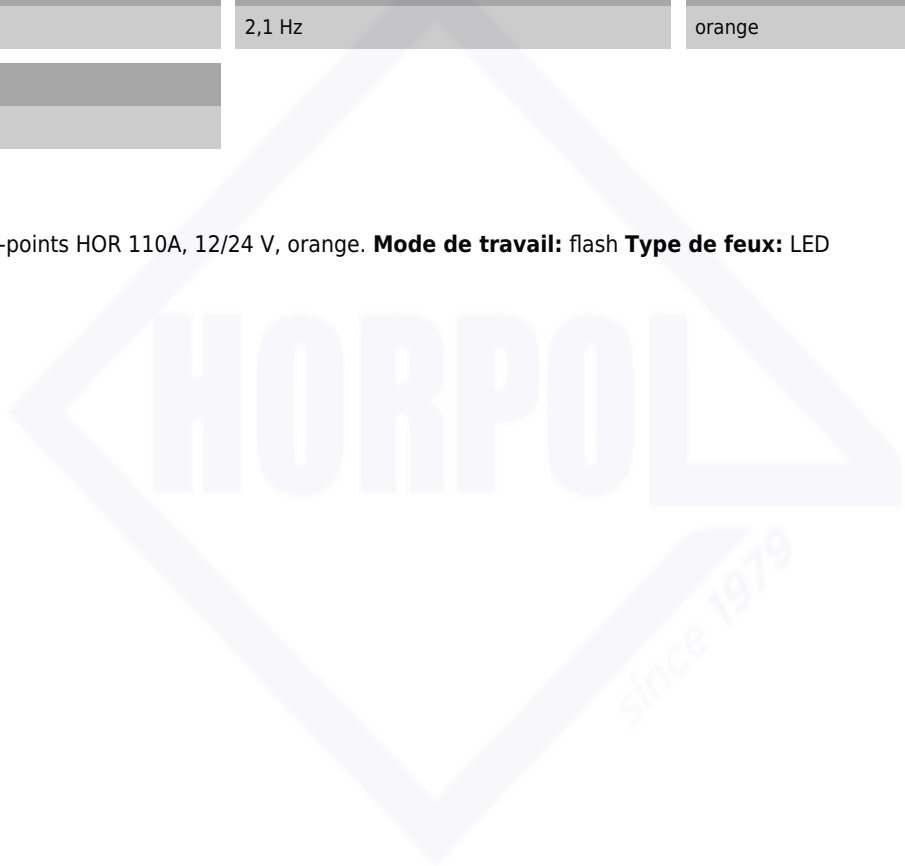 2,1 Hz
orange
-points HOR 110A, 12/24 V, orange. Mode de travail: flash Type de feux: LED
HORPOL
since 1979